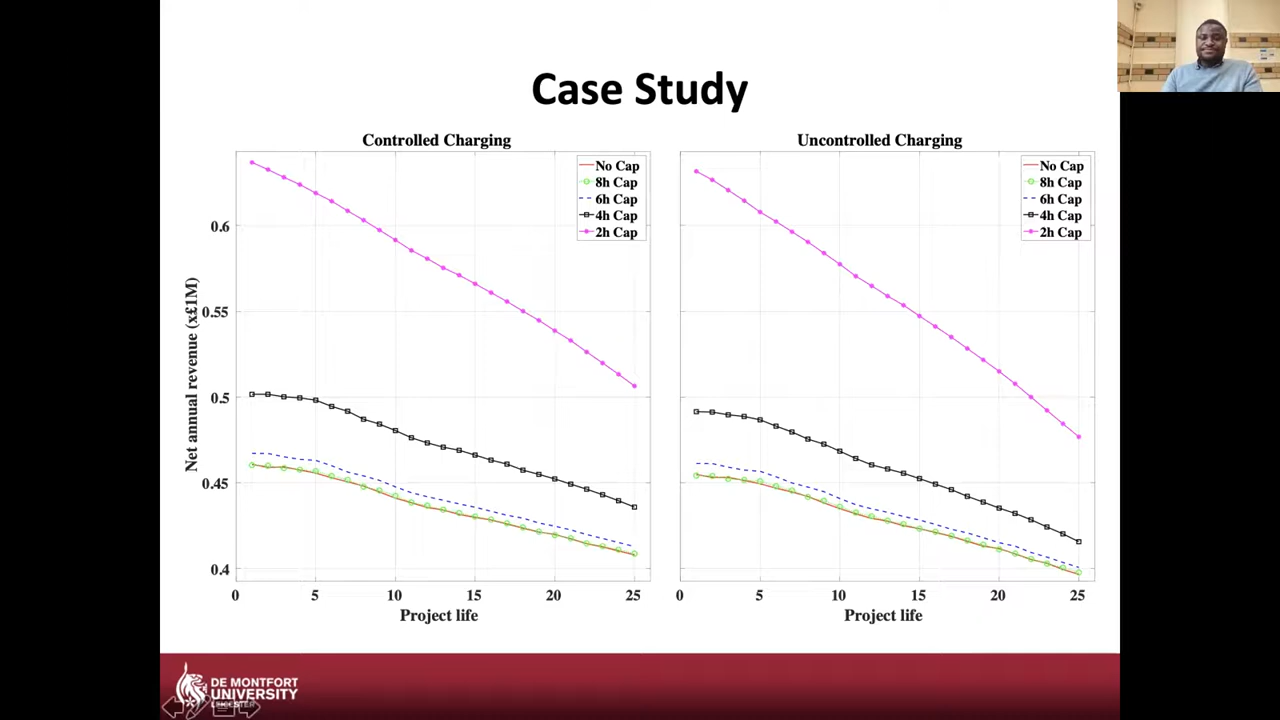 Case Study
Controlled Charging
No Cap
8h Cap
6h Cap
4h Cap
2h Cap
Net annual revenue (x£1M)
0.6
0.55
0.5
0.45
0.4
0
5
10
15
20
25
Project life
Uncontrolled Charging
No Cap
8h Cap
6h Cap
4h Cap
2h Cap
0
5
10
15
20
25
Project life
DE MONTFORT
UNIVERSITY
LEICESTER